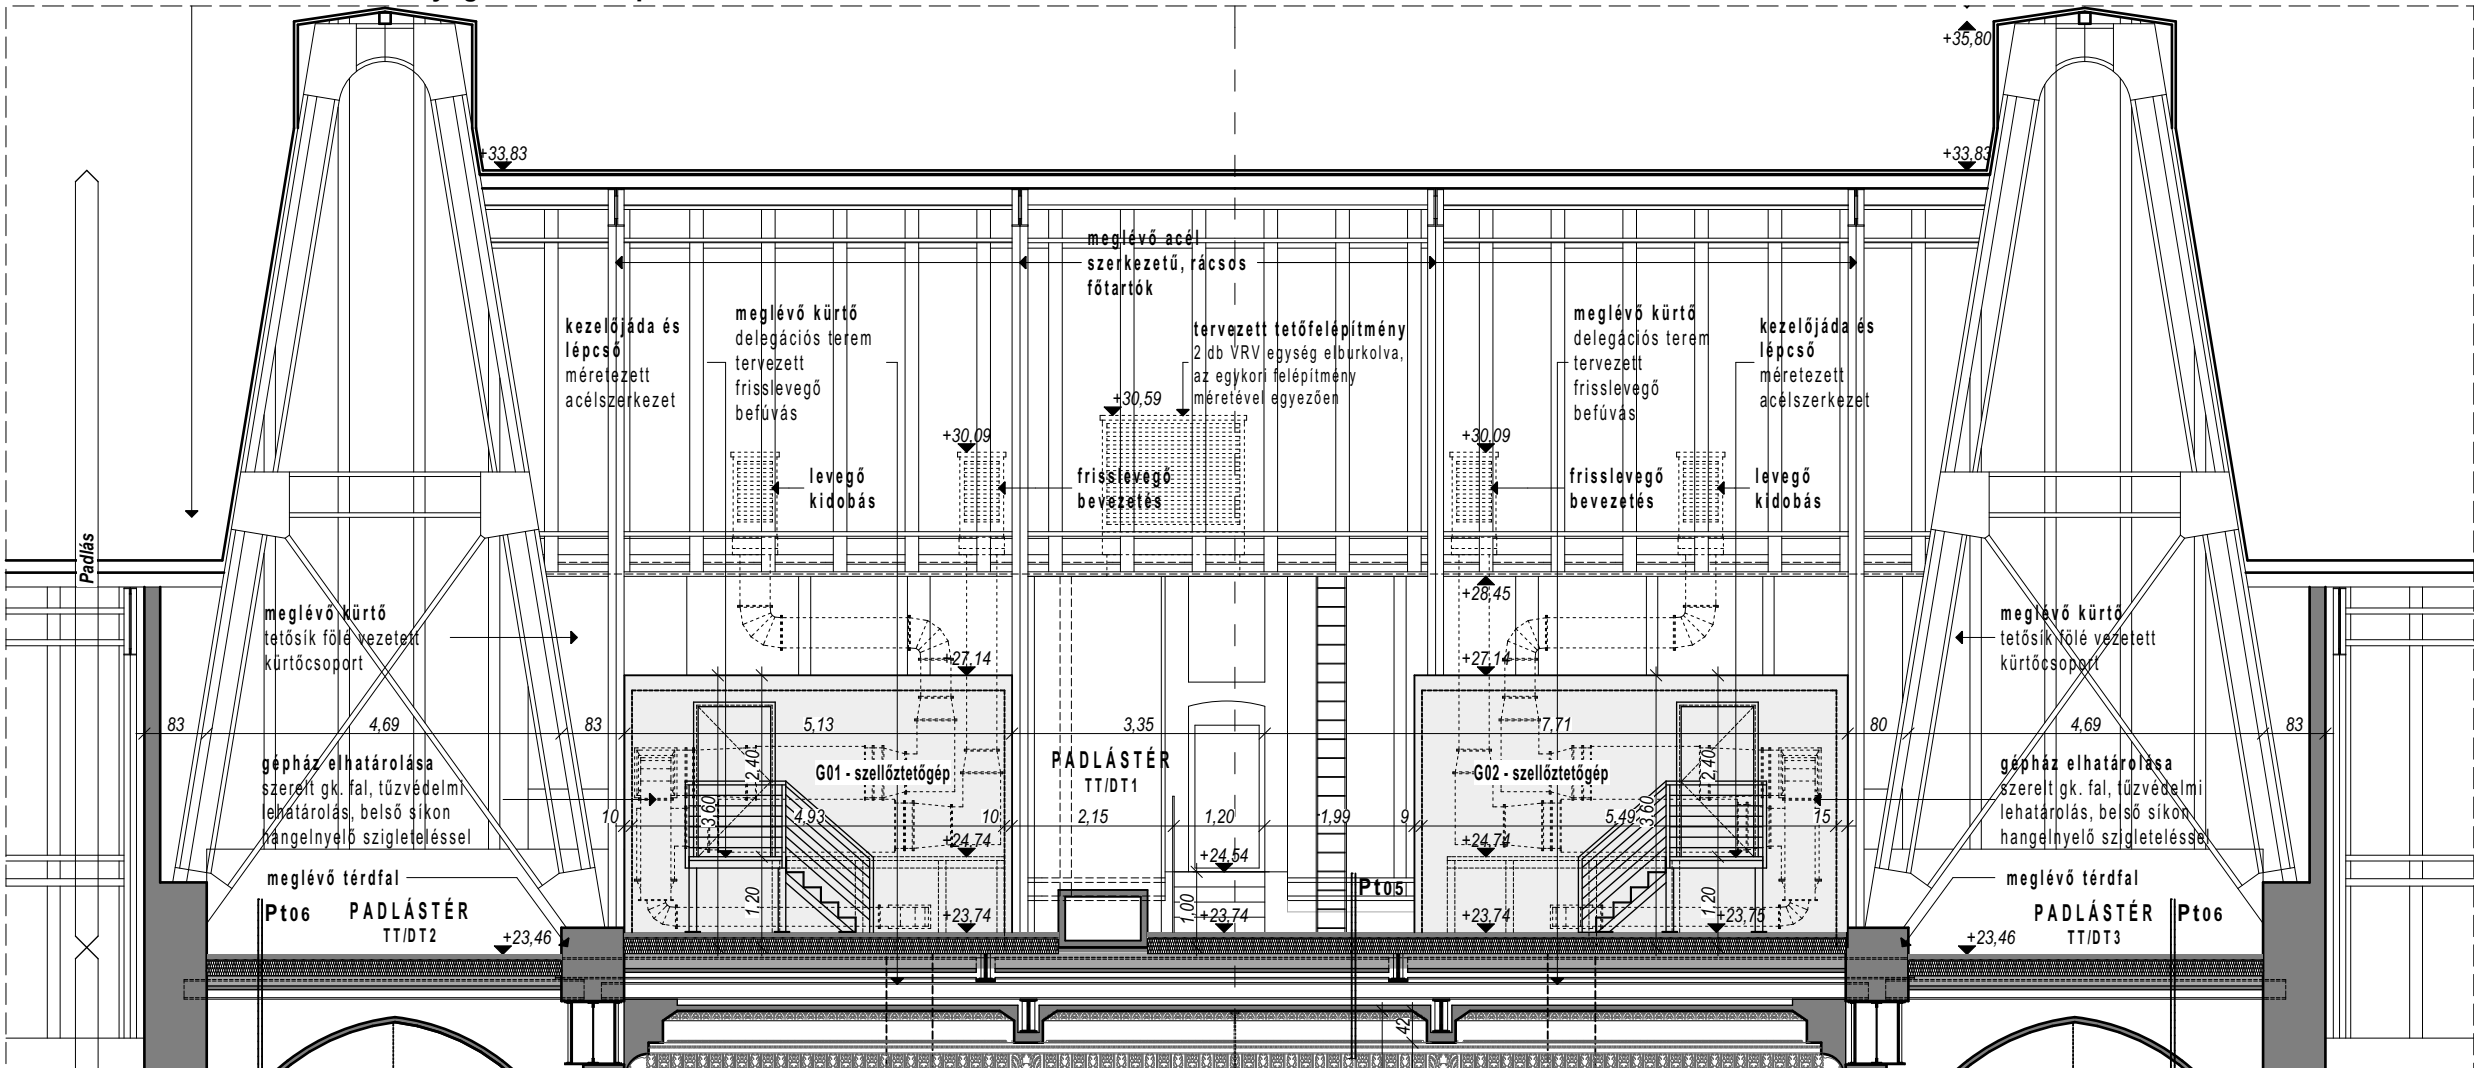 +35,80
+33,83
+33,83
meglévő acél
szerkezetű, rácsos
főtartók
kezelőjáda és
lépcső
méretezett
acélszerkezet
meglévő kürtő
delegációs terem
tervezett
frisslevegő
befúvás
tervezett tetőfelépítmény
2 db VRV egység elburkolva,
az egykori felépítmény
méretével egyezően
meglévő kürtő
delegációs terem
tervezett
frisslevegő
befúvás
kezelőjáda és
lépcső
méretezett
acélszerkezet
+30,59
+30,09
+30,09
levegő
kidobás
frisslevegő
bevezetés
frisslevegő
bevezetés
levegő
kidobás
Padlás
+28,45
meglévő kürtő
tetősík fölé vezetett
kürtőcsoport
meglévő kürtő
tetősík fölé vezetett
kürtőcsoport
+27,14
+27,14
83 4,69 83 5,13 3,35 7,71 80 4,69 83
gépház elhatárolása
szerelt gk. fal, tűzvédelmi
lehatárolás, belső síkon
hangelnyelő szigeteléssel
2,40
G01 - szellőztetőgép
PADLÁSTÉR
TT/DT1
G02 - szellőztetőgép
2,40
gépház elhatárolása
szerelt gk. fal, tűzvédelmi
lehatárolás, belső síkon
hangelnyelő szigeteléssel
10 3,60 4,93 10 2,15 1,20 1,99 9 5,49 3,60 15
+24,74
+24,54
+24,74
meglévő térdfal
meglévő térdfal
Pt06
PADLÁSTÉR
TT/DT2
1,20
+23,74
1,00
+23,74
Pt05
+23,74
1,20
+23,75
PADLÁSTÉR
TT/DT3
Pt06
+23,46
+23,46
42